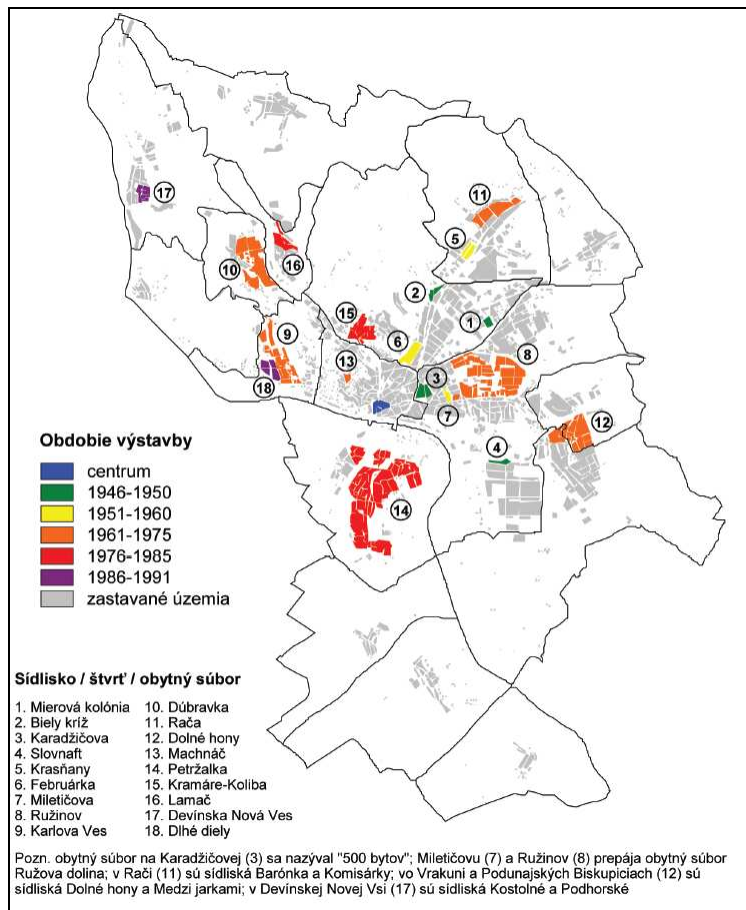 17
11
5
10
16
2
1
15
6
9
8
13
3
18
7
12
4
14
Obdobie výstavby
centrum
1946-1950
1951-1960
1961-1975
1976-1985
1986-1991
zastavané územia
Sídlisko / štvrť / obytný súbor
1. Mierová kolónia
2. Biely kríž
3. Karadžičova
4. Slovnaft
5. Krasňany
6. Februárka
7. Miletičova
8. Ružinov
9. Karlova Ves
10. Dúbravka
11. Rača
12. Dolné hony
13. Machnáč
14. Petržalka
15. Kramáre-Koliba
16. Lamač
17. Devínska Nová Ves
18. Dlhé diely
Pozn. obytný súbor na Karadžičovej (3) sa nazýval "500 bytov"; Miletičovu (7) a Ružinov (8) prepája obytný súbor
Ružova dolina; v Rači (11) sú sídliská Barónka a Komisárky; vo Vrakuni a Podunajských Biskupiciach (12) sú
sídliská Dolné hony a Medzi jarkami; v Devínskej Novej Vsi (17) sú sídliská Kostolné a Podhorské